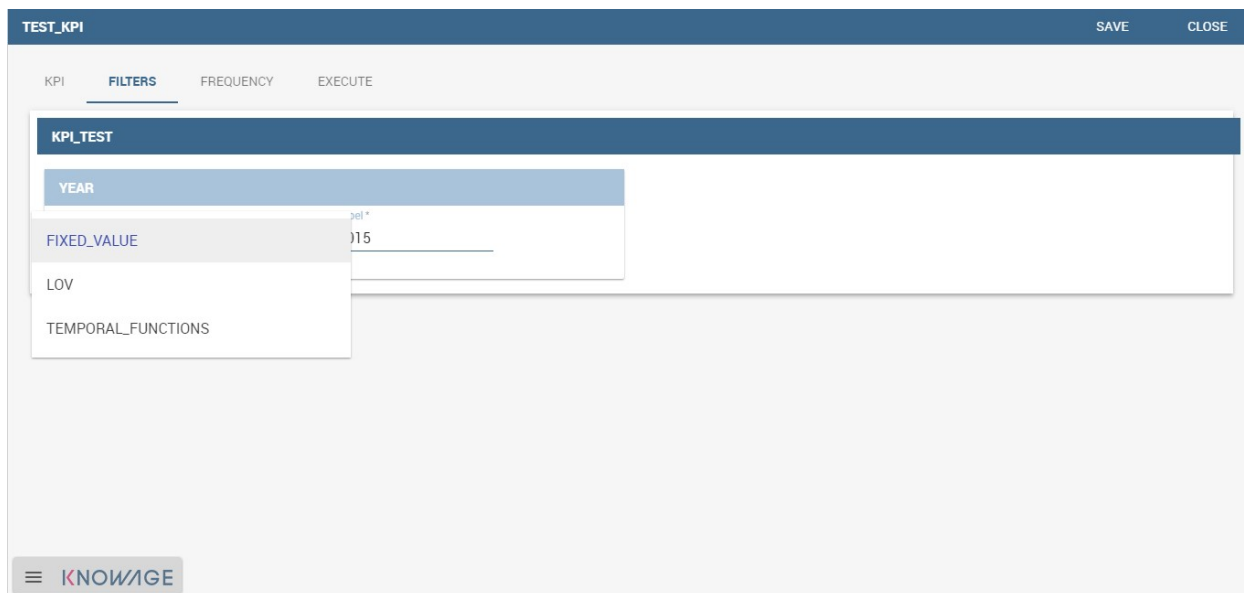 TEST_KPI SAVE CLOSE
KPI FILTERS FREQUENCY EXECUTE
KPI_TEST
YEAR
FIXED_VALUE
LOV
TEMPORAL_FUNCTIONS
KNOWAGE